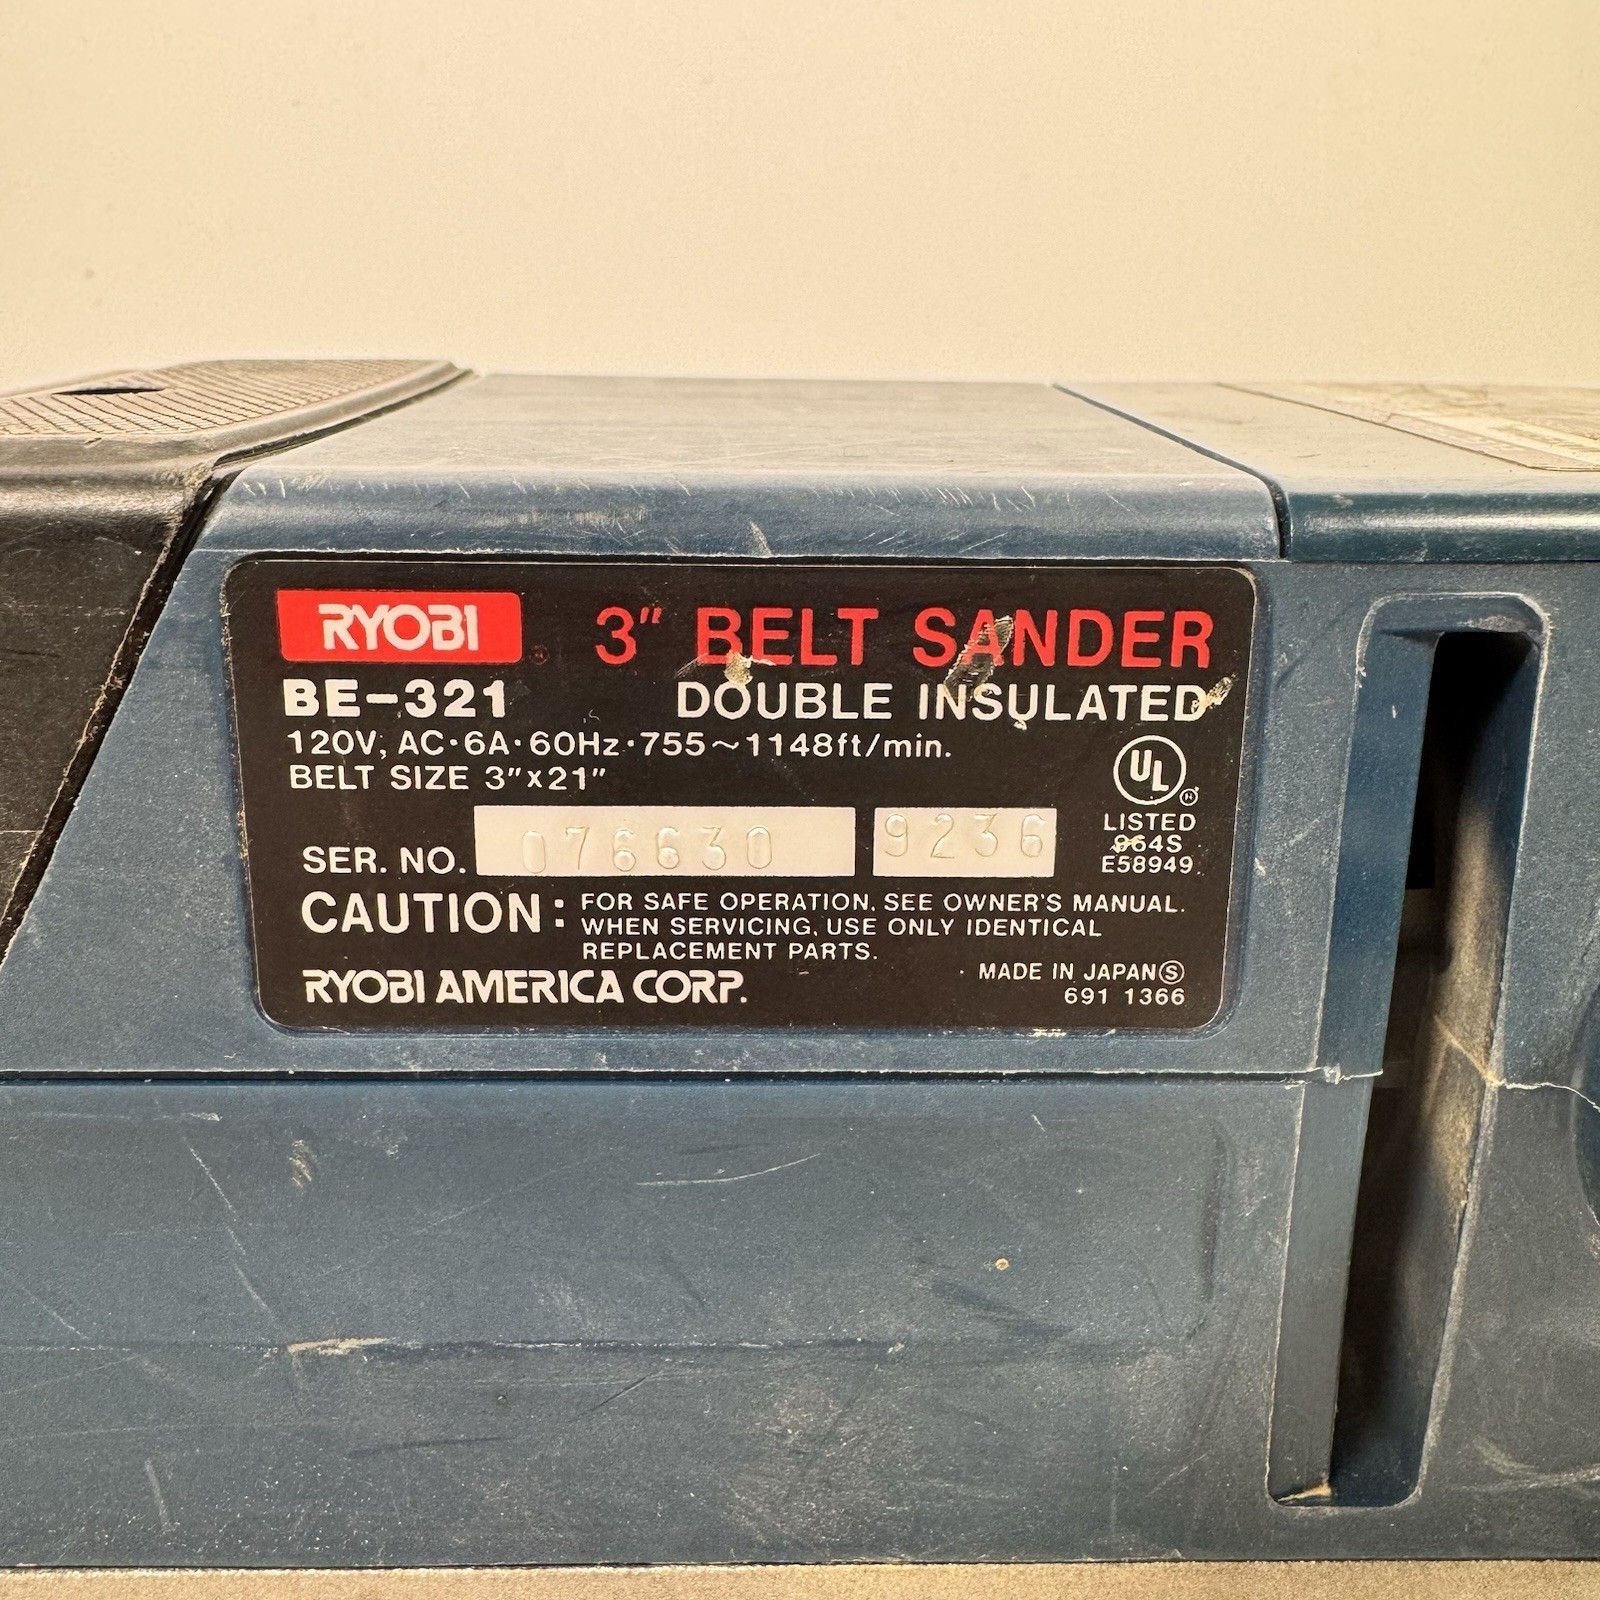 RYOBI® 3" BELT SANDER
BE-321 DOUBLE INSULATED
120V, AC·6A·60Hz·755~1148ft/min.
BELT SIZE 3"x21"
UL®
LISTED
964S
E58949
SER. NO. 076630 9236
CAUTION: FOR SAFE OPERATION, SEE OWNER'S MANUAL.
WHEN SERVICING, USE ONLY IDENTICAL
REPLACEMENT PARTS.
RYOBI AMERICA CORP.
MADE IN JAPAN Ⓢ
691 1366